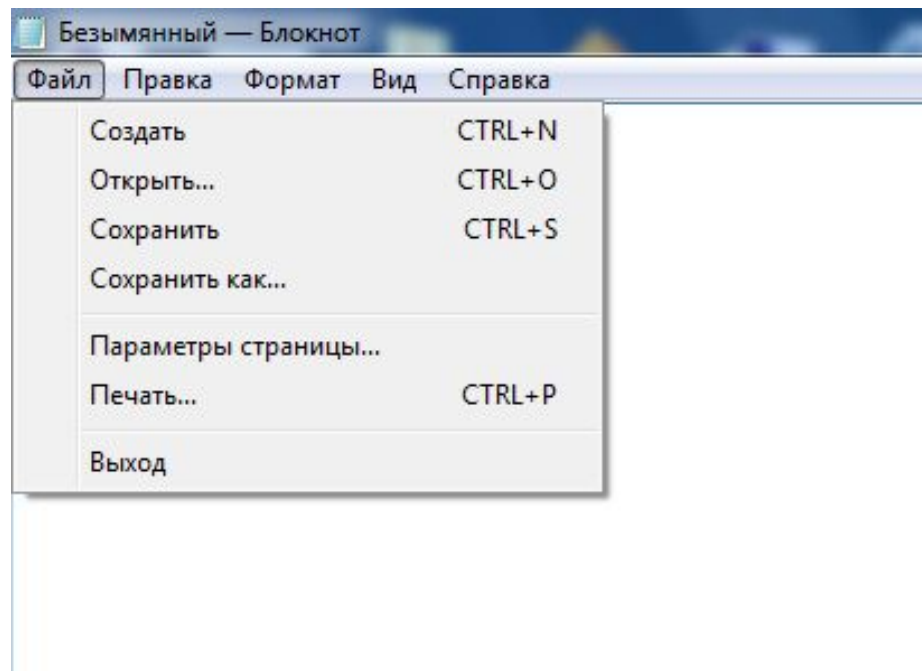 Безымянный — Блокнот
Файл Правка Формат Вид Справка
Создать CTRL+N
Открыть... CTRL+O
Сохранить CTRL+S
Сохранить как...
Параметры страницы...
Печать... CTRL+P
Выход